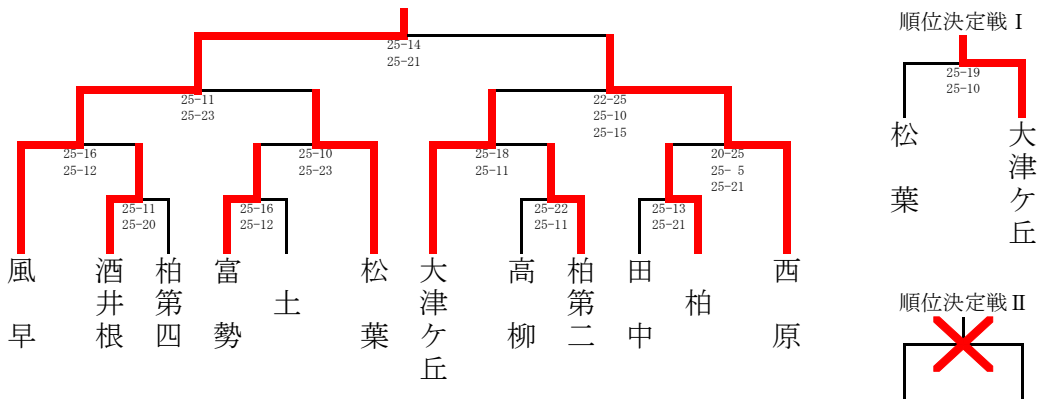 順位決定戦Ⅰ
25-14
25-21
25-19
25-10
25-11
25-23
22-25
25-10
25-15
松葉
大津ケ丘
25-16
25-12
25-10
25-23
25-18
25-11
20-25
25- 5
25-21
25-11
25-20
25-16
25-12
25-22
25-11
25-13
25-21
風早
酒井根
柏第四
富勢
土
松葉
大津ケ丘
高柳
柏第二
田中
柏
西原
順位決定戦Ⅱ